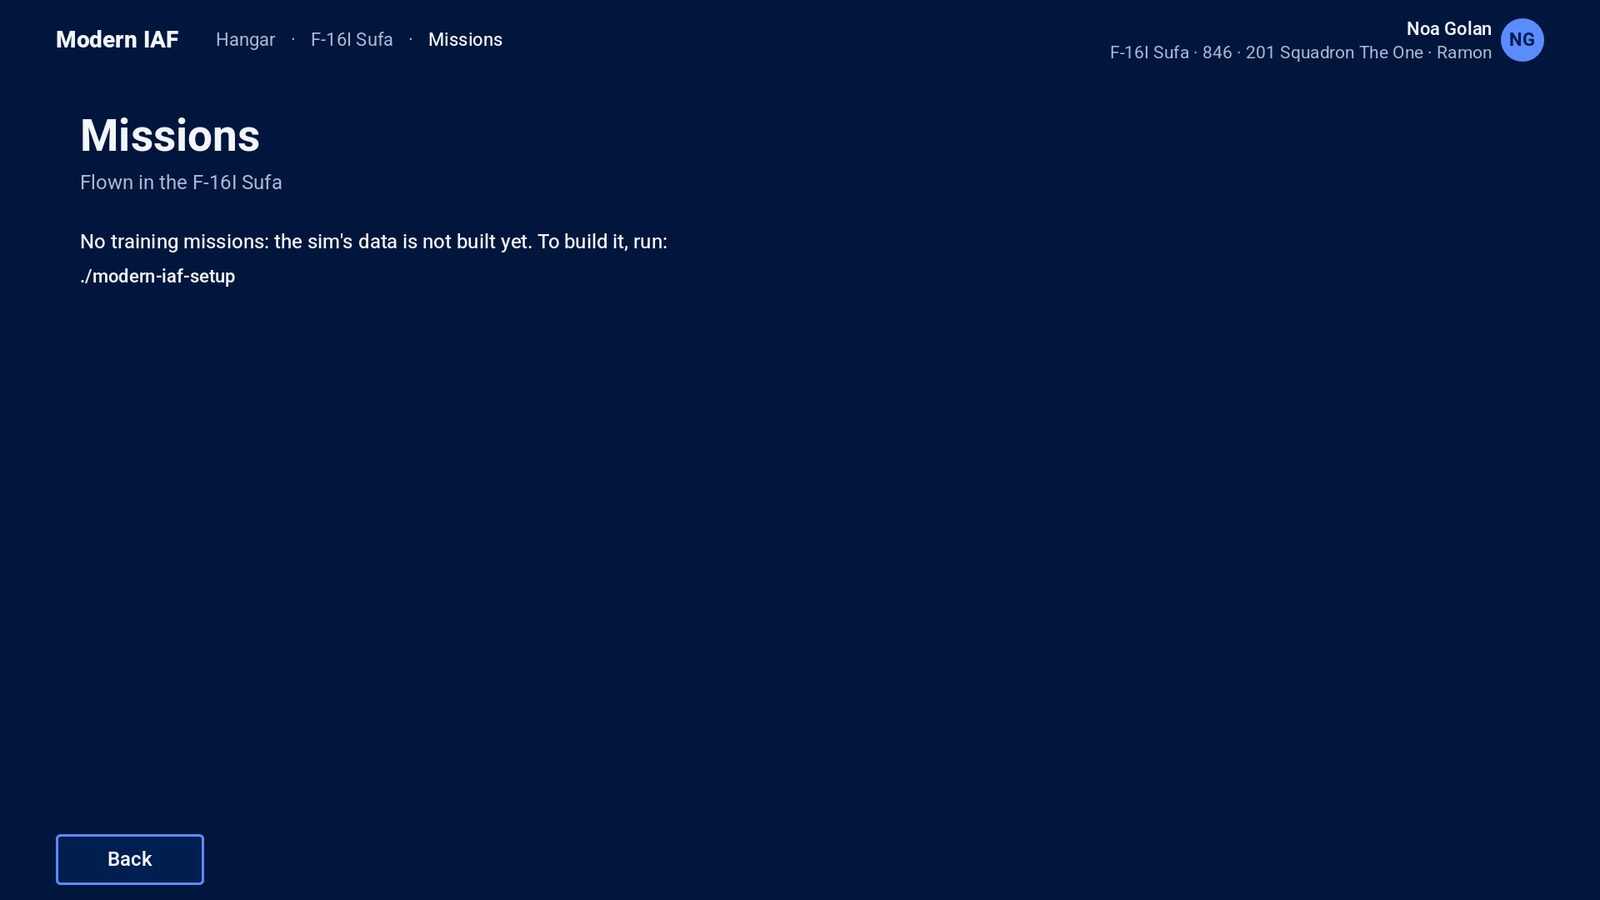 Modern IAF
Hangar · F-16I Sufa · Missions
Noa Golan
F-16I Sufa · 846 · 201 Squadron The One · Ramon
NG
Missions
Flown in the F-16I Sufa
No training missions: the sim's data is not built yet. To build it, run:
./modern-iaf-setup
Back